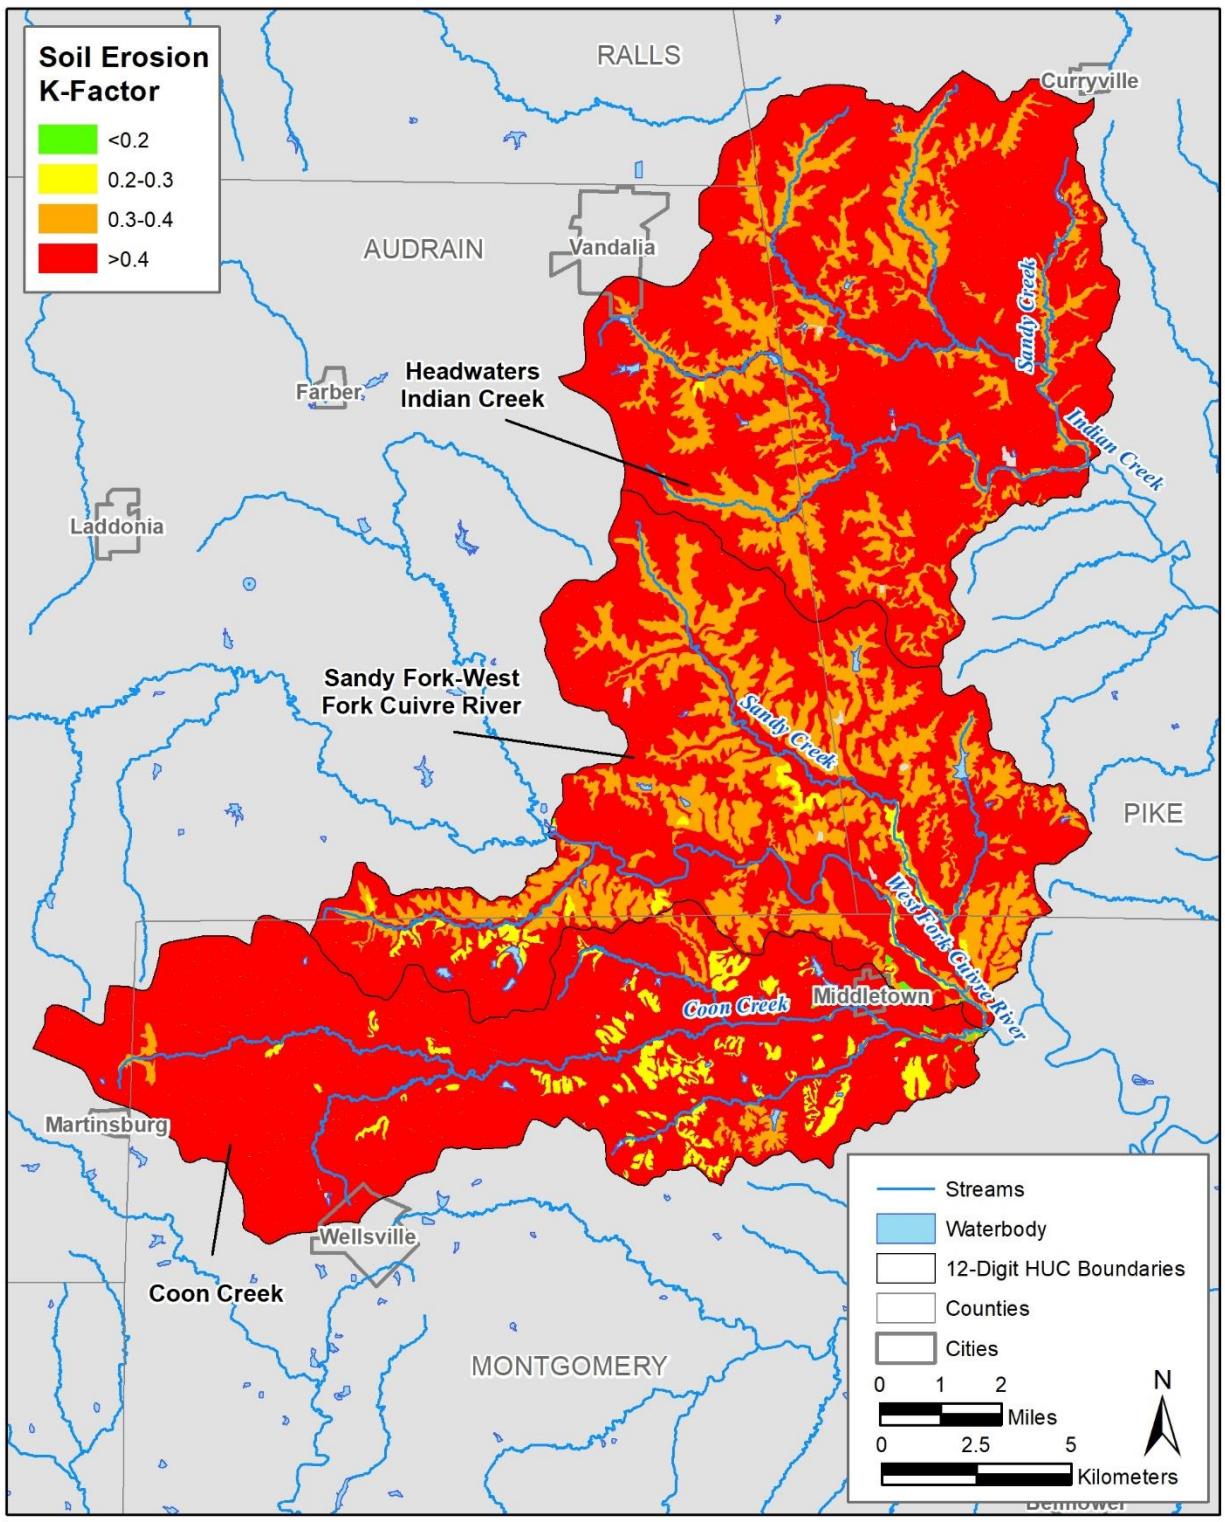 Soil Erosion
K-Factor
<0.2
0.2-0.3
0.3-0.4
>0.4
RALLS
Curryville
AUDRAIN
Vandalia
Sandy Creek
Headwaters
Indian Creek
Farber
Indian Creek
Laddonia
Sandy Fork-West
Fork Cuivre River
Sandy Creek
PIKE
West Fork Cuivre River
Middletown
Coon Creek
Martinsburg
Wellsville
Coon Creek
MONTGOMERY
Streams
Waterbody
12-Digit HUC Boundaries
Counties
Cities
0 1 2
Miles
0 2.5 5
Kilometers
N